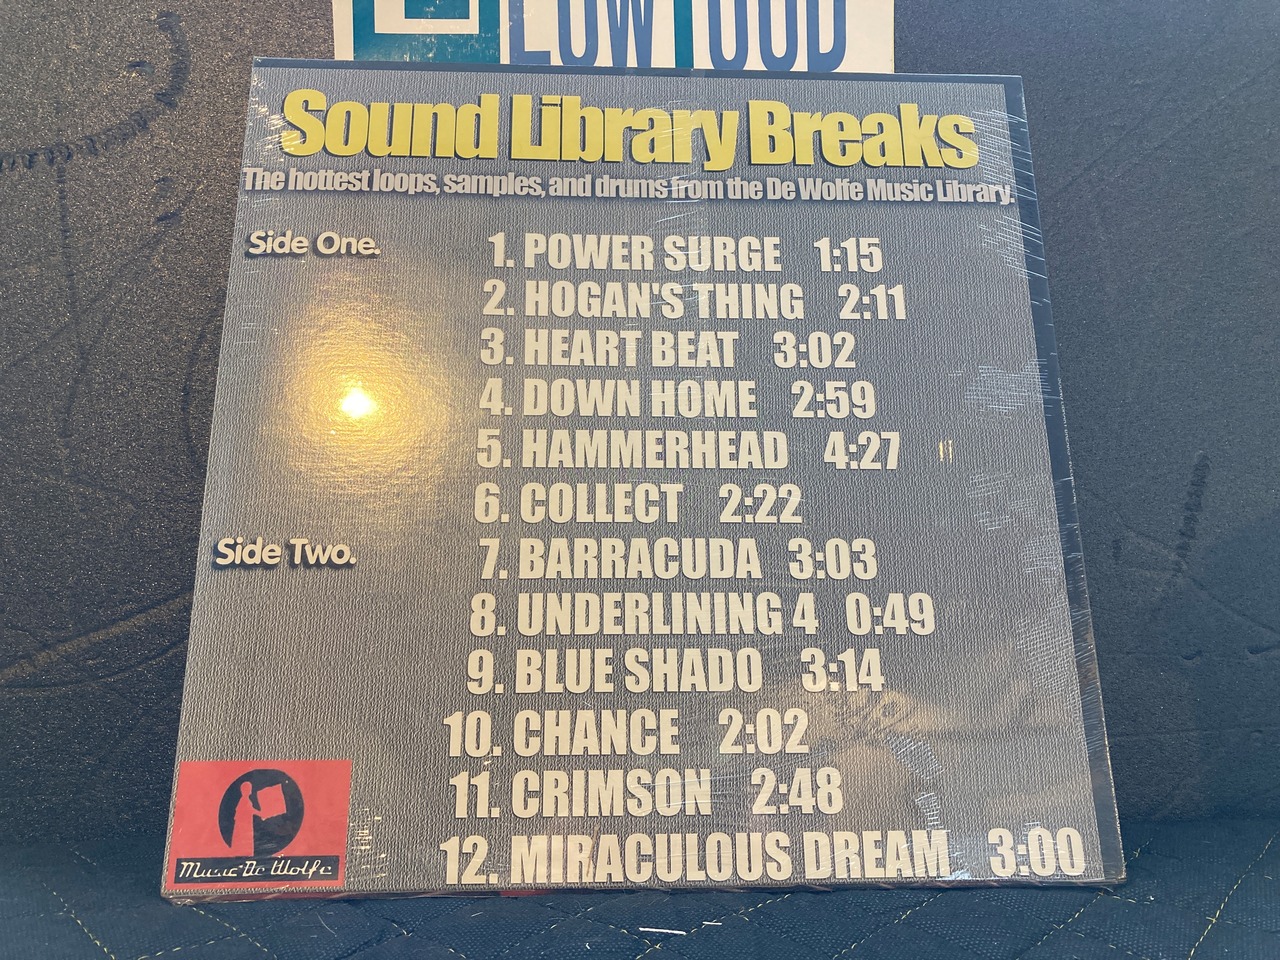 LOWYOUD
Sound Library Breaks
The hottest loops, samples, and drums from the De Wolfe Music Library.
Side One.
1. POWER SURGE 1:15
2. HOGAN'S THING 2:11
3. HEART BEAT 3:02
4. DOWN HOME 2:59
5. HAMMERHEAD 4:27
6. COLLECT 2:22
Side Two.
7. BARRACUDA 3:03
8. UNDERLINING 4 0:49
9. BLUE SHADO 3:14
10. CHANCE 2:02
11. CRIMSON 2:48
12. MIRACULOUS DREAM 3:00
Music De Wolfe